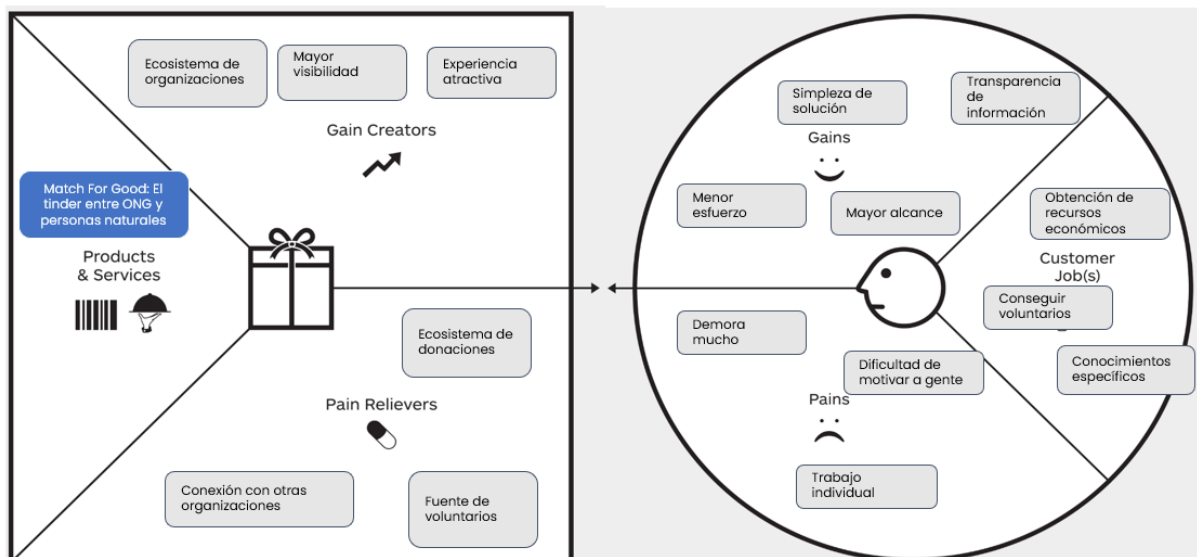 Ecosistema de
organizaciones
Mayor
visibilidad
Experiencia
atractiva
Gain Creators
Match For Good: El
tinder entre ONG y
personas naturales
Products
& Services
Ecosistema de
donaciones
Pain Relievers
Conexión con otras
organizaciones
Fuente de
voluntarios
Simpleza de
solución
Transparencia
de
información
Gains
Menor
esfuerzo
Mayor alcance
Obtención de
recursos
económicos
Customer
Job(s)
Conseguir
voluntarios
Conocimientos
específicos
Demora
mucho
Dificultad de
motivar a gente
Pains
Trabajo
individual